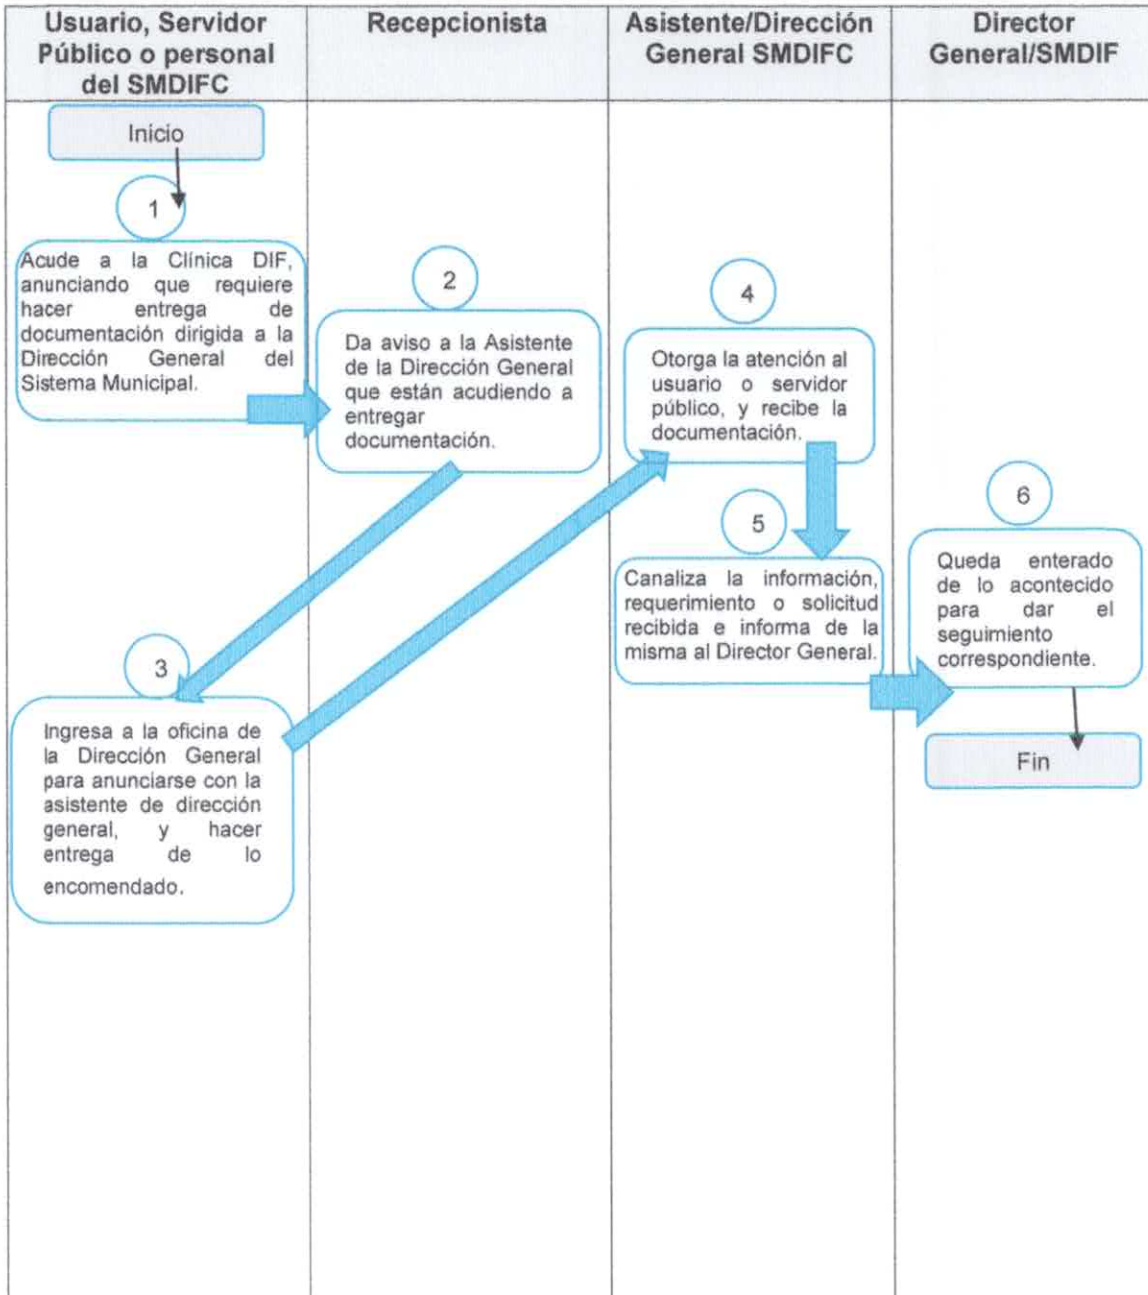 Usuario, Servidor
Público o personal
del SMDIFC
Recepcionista
Asistente/Dirección
General SMDIFC
Director
General/SMDIF
Inicio
1
Acude a la Clínica DIF,
anunciando que requiere
hacer entrega de
documentación dirigida a la
Dirección General del
Sistema Municipal.
2
Da aviso a la Asistente
de la Dirección General
que están acudiendo a
entregar
documentación.
3
Ingresa a la oficina de
la Dirección General
para anunciarse con la
asistente de dirección
general, y hacer
entrega de lo
encomendado.
4
Otorga la atención al
usuario o servidor
público, y recibe la
documentación.
5
Canaliza la información,
requerimiento o solicitud
recibida e informa de la
misma al Director General.
6
Queda enterado
de lo acontecido
para dar el
seguimiento
correspondiente.
Fin